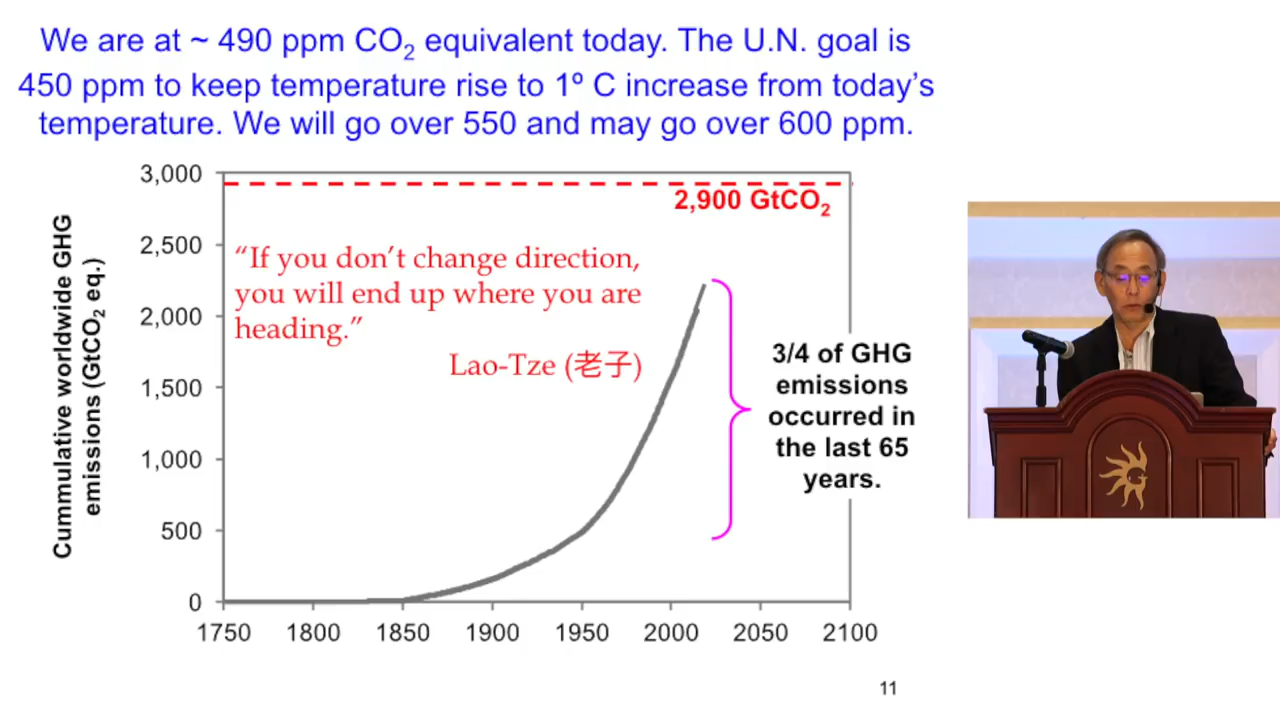 We are at ~ 490 ppm CO₂ equivalent today. The U.N. goal is
450 ppm to keep temperature rise to 1º C increase from today’s
temperature. We will go over 550 and may go over 600 ppm.
3,000
2,500
2,000
1,500
1,000
500
0
Cummulative worldwide GHG
emissions (GtCO₂ eq.)
2,900 GtCO₂
“If you don’t change direction,
you will end up where you are
heading.”
Lao-Tze (老子)
3/4 of GHG
emissions
occurred in
the last 65
years.
1750 1800 1850 1900 1950 2000 2050 2100
11